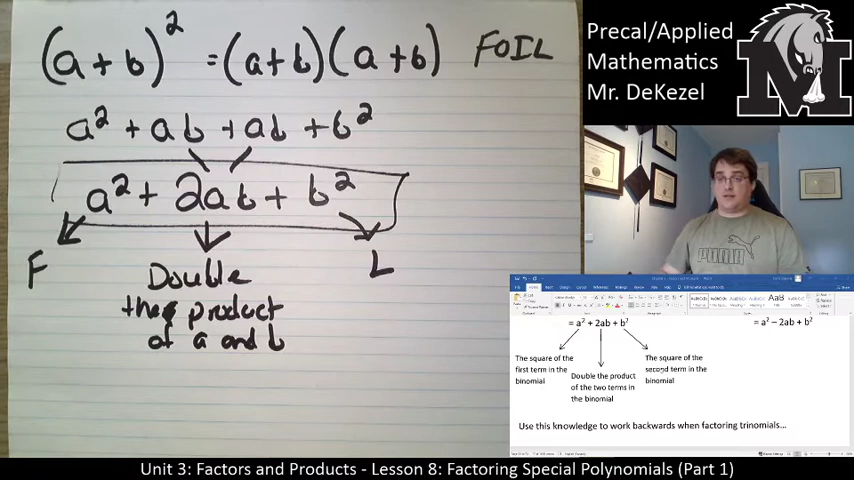 (a + b)² = (a+b)(a+b) FOIL
a² + ab + ab + b²
a² + 2ab + b²
F
Double
the product
of a and b
L
Precal/Applied
Mathematics
Mr. DeKezel
M
PUMA
= a² + 2ab + b²
= a² − 2ab + b²
The square of the
first term in the
binomial
Double the product
of the two terms in
the binomial
The square of the
second term in the
binomial
Use this knowledge to work backwards when factoring trinomials...
Unit 3: Factors and Products - Lesson 8: Factoring Special Polynomials (Part 1)